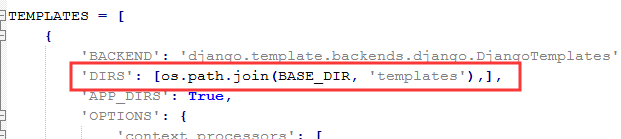 TEMPLATES = [
{
'BACKEND': 'django.template.backends.django.DjangoTemplates'
'DIRS': [os.path.join(BASE_DIR, 'templates'),],
'APP_DIRS': True,
'OPTIONS': {
'context_processors': [